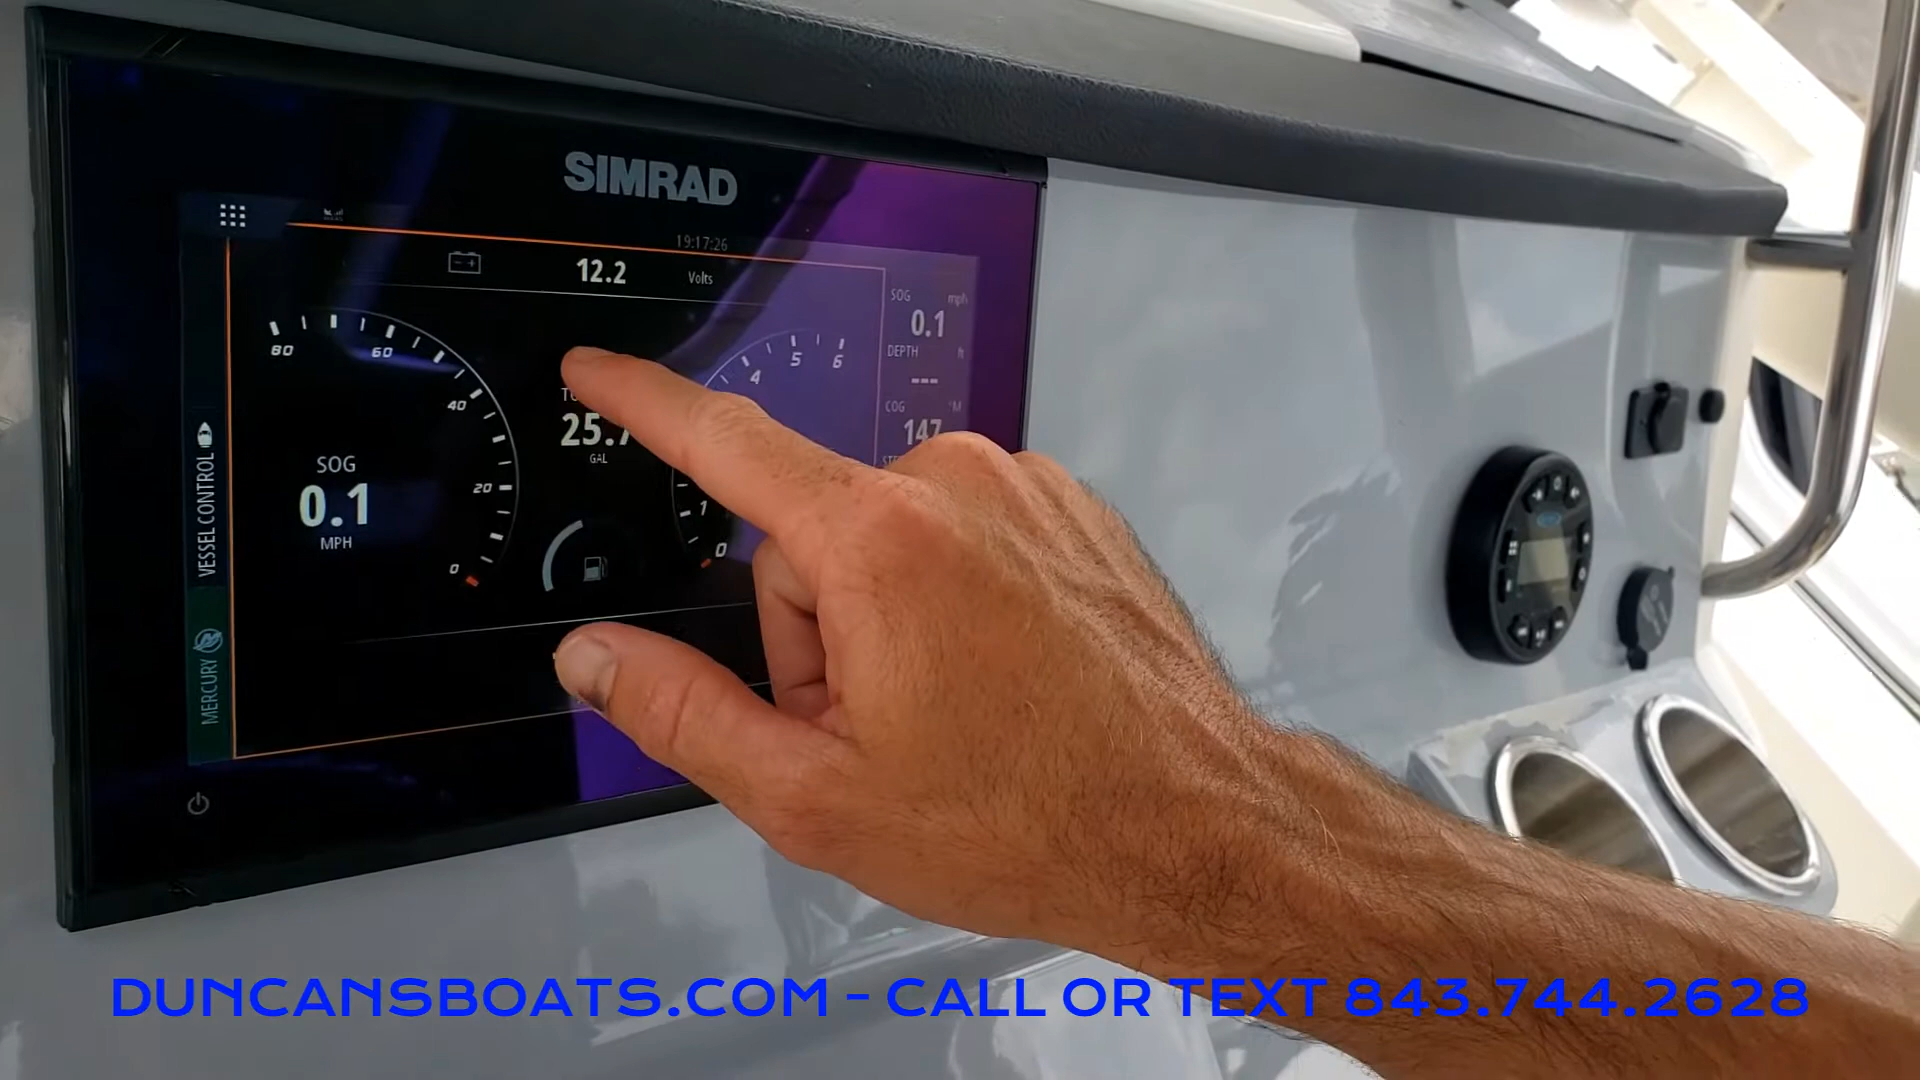 SIMRAD
19:17:26
12.2 Volts
80 60 40 20 0
SOG
0.1
MPH
25.7
GAL
6 5 4 1 0
SOG mph
0.1
DEPTH ft
---
COG °M
147
VESSEL CONTROL
MERCURY
DUNCANSBOATS.COM - CALL OR TEXT 843.744.2628